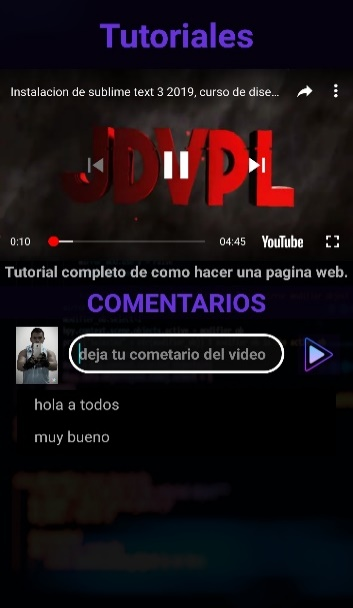 Tutoriales
Instalacion de sublime text 3 2019, curso de dise...
JDVPL
0:10
04:45
YouTube
Tutorial completo de como hacer una pagina web.
COMENTARIOS
deja tu cometario del video
hola a todos
muy bueno